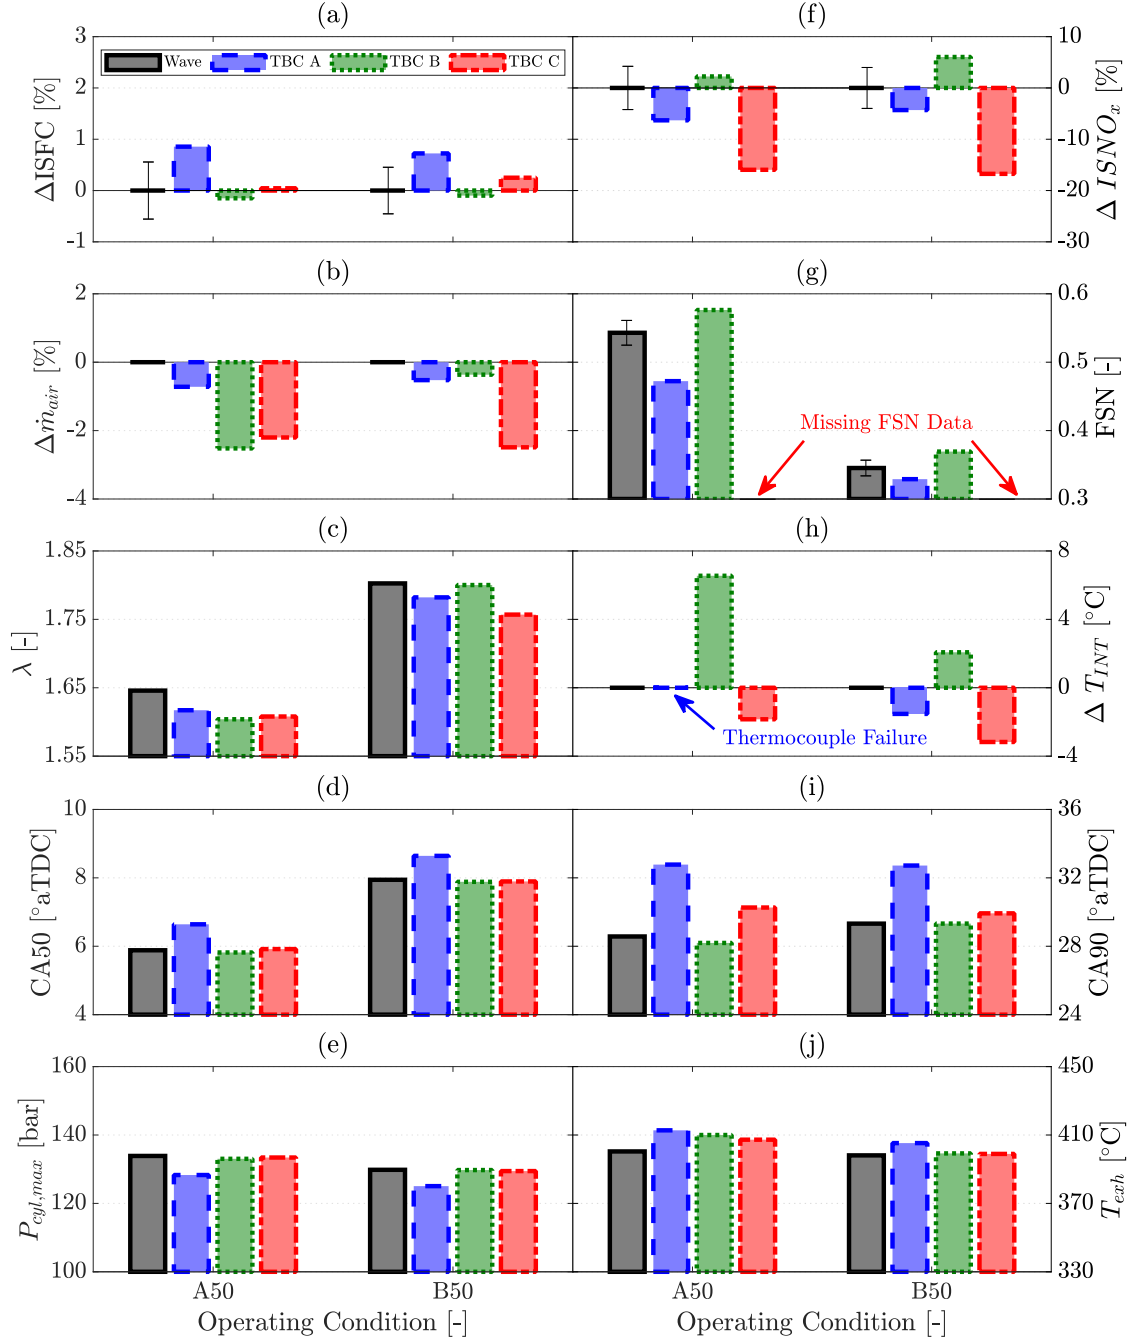 (a)
(f)
3
2
1
0
-1
ΔISFC [%]
Wave
TBC A
TBC B
TBC C
10
0
-10
-20
-30
Δ ISNOₓ [%]
(b)
(g)
2
0
-2
-4
Δṁ_air [%]
0.6
0.5
0.4
0.3
FSN [-]
Missing FSN Data
(c)
(h)
1.85
1.75
1.65
1.55
λ [-]
8
4
0
-4
Δ T_INT [°C]
Thermocouple Failure
(d)
(i)
10
8
6
4
CA50 [°aTDC]
36
32
28
24
CA90 [°aTDC]
(e)
(j)
160
140
120
100
P_cyl,max [bar]
450
410
370
330
T_exh [°C]
A50
B50
A50
B50
Operating Condition [-]
Operating Condition [-]